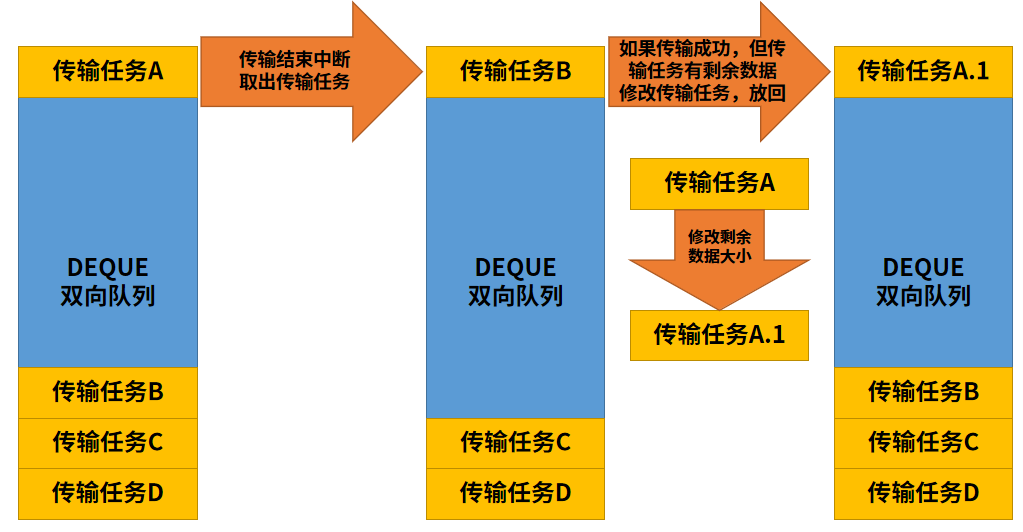 传输任务A
DEQUE
双向队列
传输任务B
传输任务C
传输任务D
传输结束中断
取出传输任务
传输任务B
DEQUE
双向队列
传输任务C
传输任务D
如果传输成功，但传
输任务有剩余数据
修改传输任务，放回
传输任务A
修改剩余
数据大小
传输任务A.1
传输任务A.1
DEQUE
双向队列
传输任务B
传输任务C
传输任务D